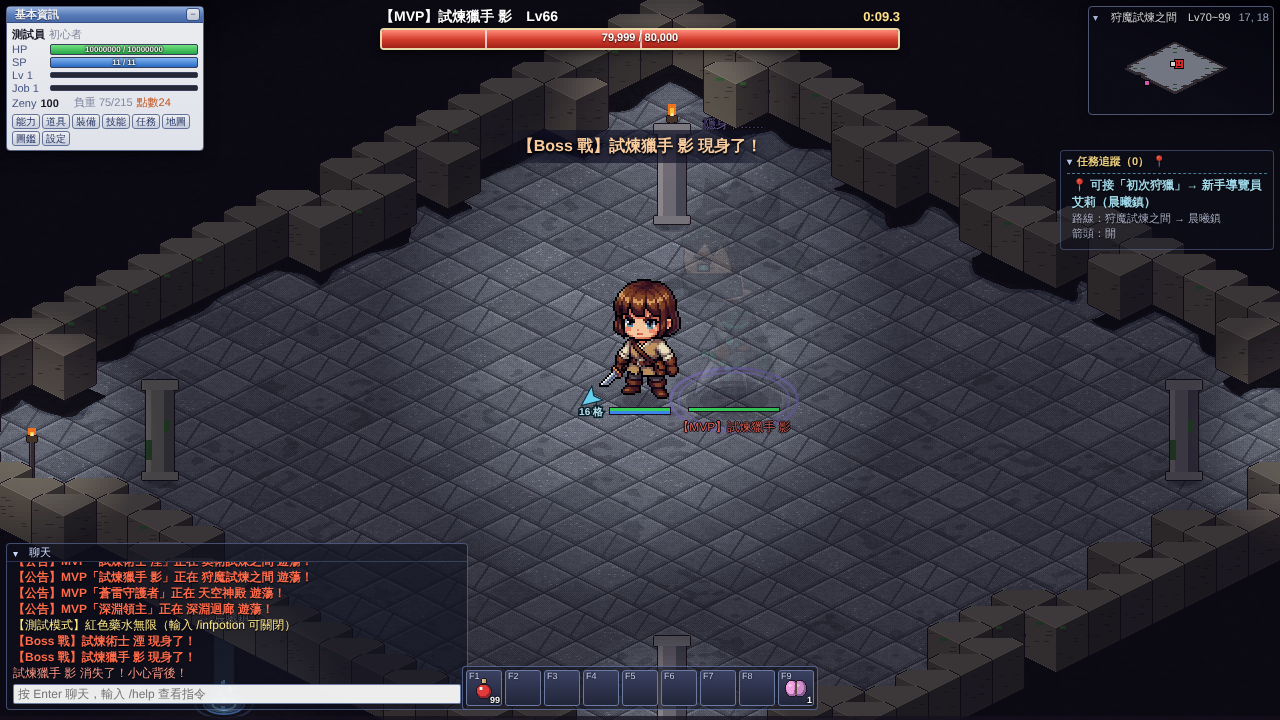 基本資訊
測試員 初心者
HP 10000000 / 10000000
SP 11 / 11
Lv 1
Job 1
Zeny 100 負重 75/215 點數24
能力 道具 裝備 技能 任務 地圖
圖鑑 設定
【MVP】試煉獵手 影 Lv66 0:09.3
79,999 / 80,000
【Boss 戰】試煉獵手 影 現身了！
狩魔試煉之間 Lv70~99 17, 18
任務追蹤（0）
可接「初次狩獵」→ 新手導覽員
艾莉（晨曦鎮）
路線：狩魔試煉之間 → 晨曦鎮
箭頭：開
16 格
【MVP】試煉獵手 影
聊天
【公告】MVP「試煉獵手 影」正在 狩魔試煉之間 遊蕩！
【公告】MVP「蒼雷守護者」正在 天空神殿 遊蕩！
【公告】MVP「深淵領主」正在 深淵迴廊 遊蕩！
【測試模式】紅色藥水無限（輸入 /infpotion 可關閉）
【Boss 戰】試煉術士 湮 現身了！
【Boss 戰】試煉獵手 影 現身了！
試煉獵手 影 消失了！小心背後！
按 Enter 聊天，輸入 /help 查看指令
F1 F2 F3 F4 F5 F6 F7 F8 F9
99 1